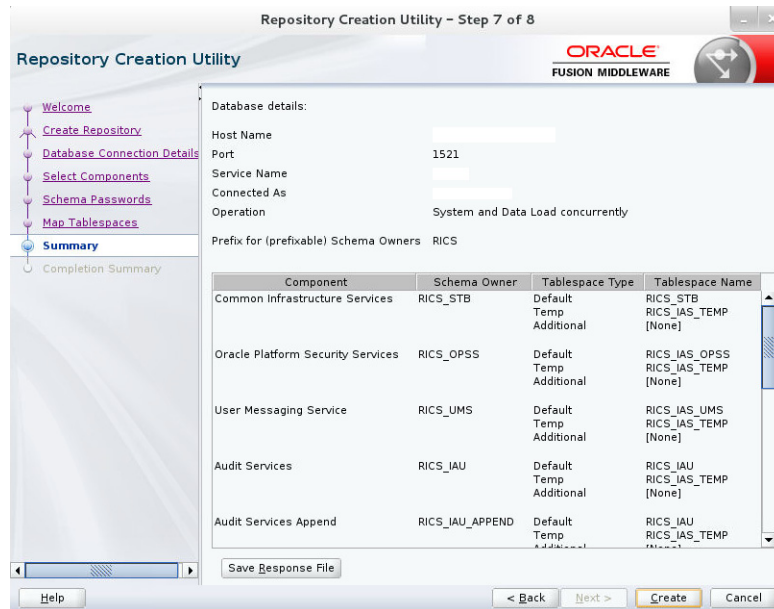 Repository Creation Utility – Step 7 of 8
Repository Creation Utility
ORACLE
FUSION MIDDLEWARE
Welcome
Create Repository
Database Connection Details
Select Components
Schema Passwords
Map Tablespaces
Summary
Completion Summary
Database details:
Host Name
Port 1521
Service Name
Connected As
Operation System and Data Load concurrently
Prefix for (prefixable) Schema Owners RICS
Component Schema Owner Tablespace Type Tablespace Name
Common Infrastructure Services RICS_STB Default RICS_STB
Temp RICS_IAS_TEMP
Additional [None]
Oracle Platform Security Services RICS_OPSS Default RICS_IAS_OPSS
Temp RICS_IAS_TEMP
Additional [None]
User Messaging Service RICS_UMS Default RICS_IAS_UMS
Temp RICS_IAS_TEMP
Additional [None]
Audit Services RICS_IAU Default RICS_IAU
Temp RICS_IAS_TEMP
Additional [None]
Audit Services Append RICS_IAU_APPEND Default RICS_IAU
Temp RICS_IAS_TEMP
Additional [None]
Save Response File
Help < Back Next > Create Cancel